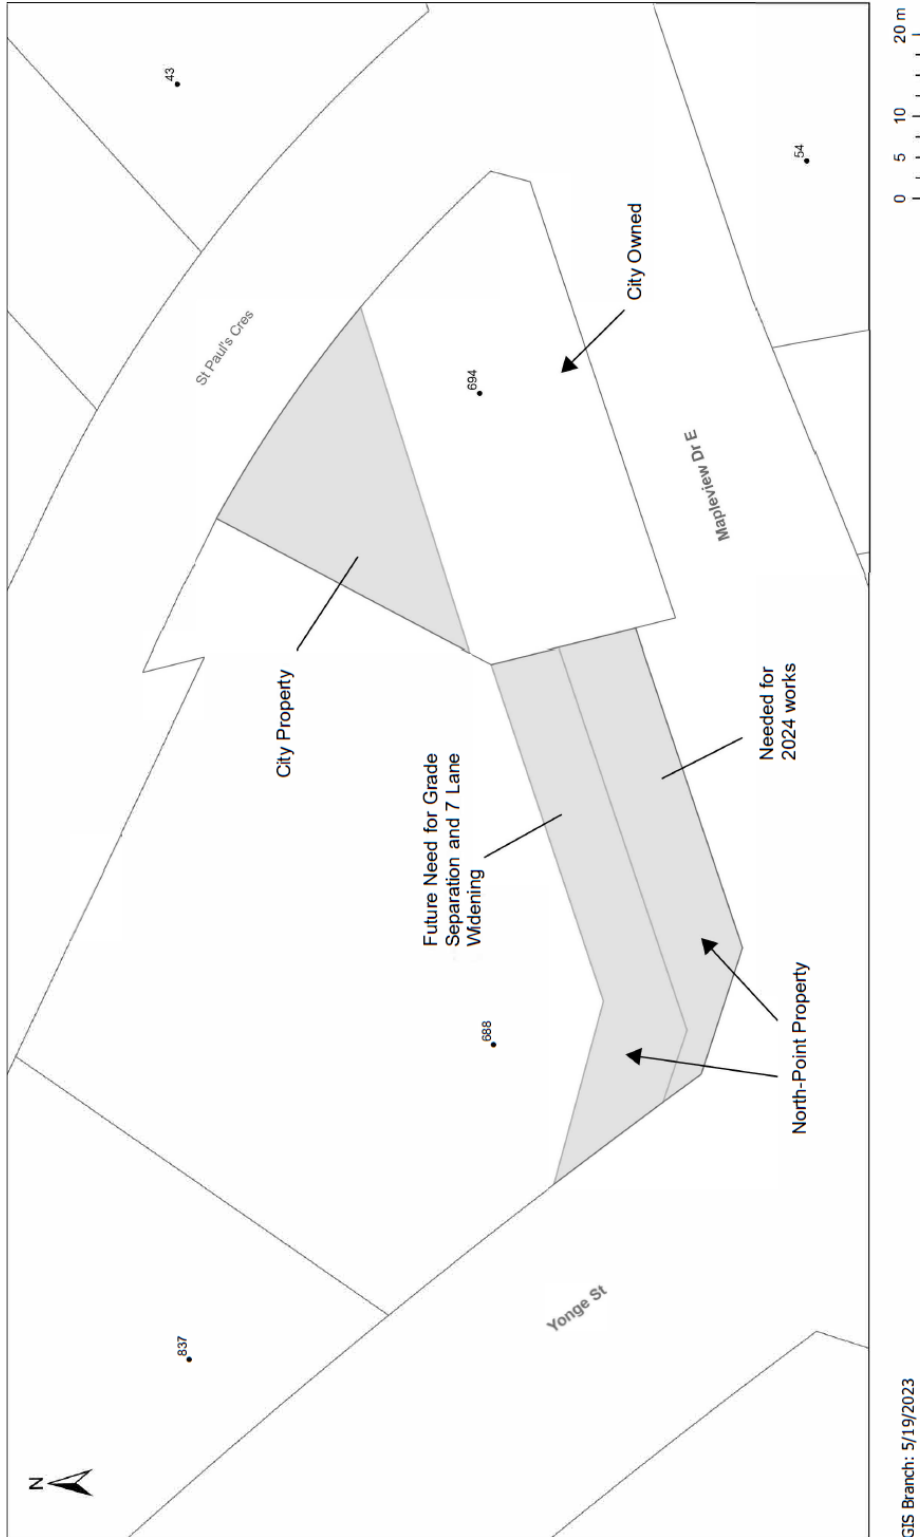 N
43
837
St Paul's Cres
City Property
Future Need for Grade
Separation and 7 Lane
Widening
694
688
Yonge St
City Owned
Mapleview Dr E
Needed for
2024 works
North-Point Property
54
GIS Branch: 5/19/2023
0 5 10 20 m